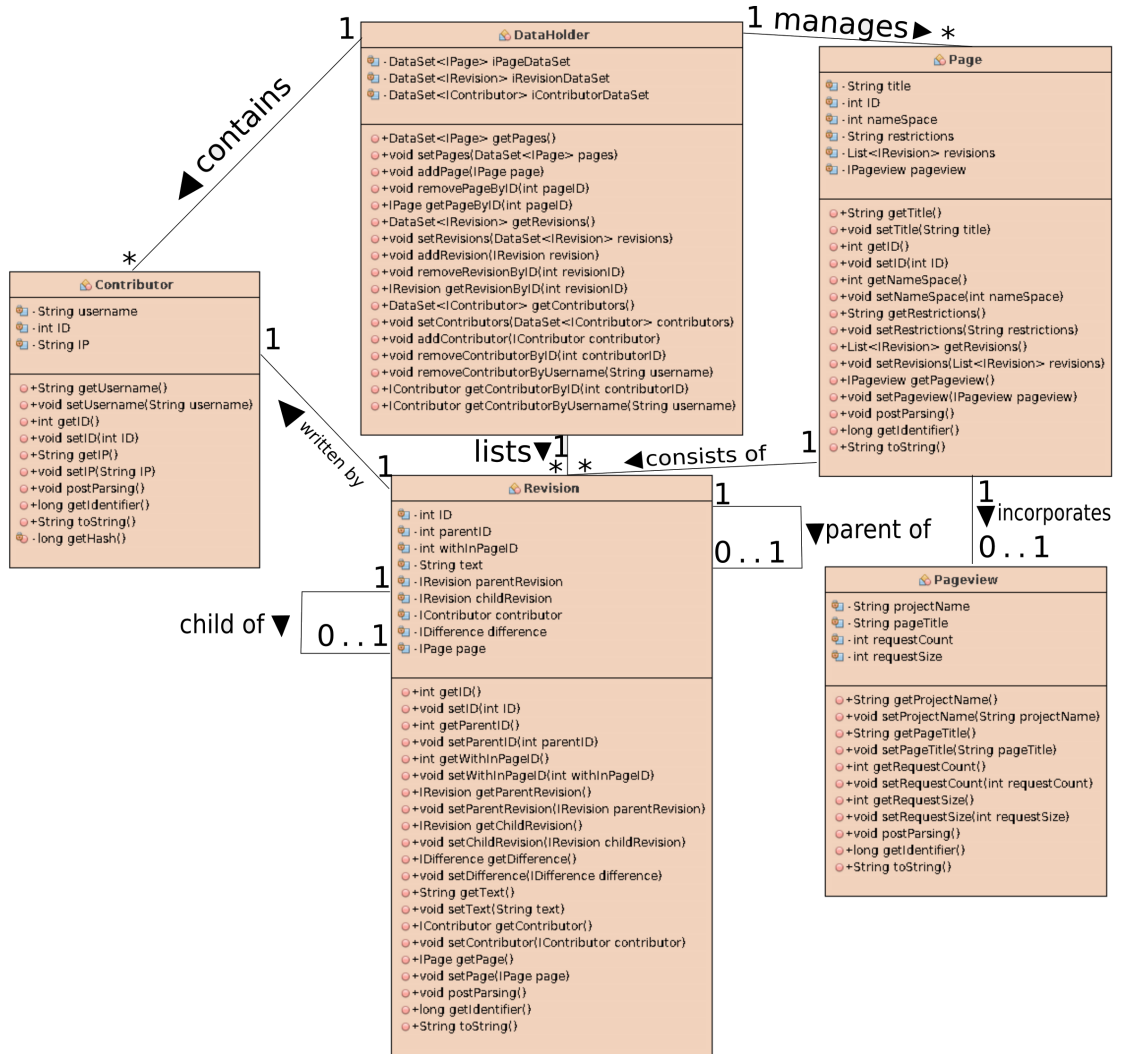 1 manages ► *
1
DataHolder
- DataSet<IPage> iPageDataSet
- DataSet<IRevision> iRevisionDataSet
- DataSet<IContributor> iContributorDataSet
+DataSet<IPage> getPages()
+void setPages(DataSet<IPage> pages)
+void addPage(IPage page)
+void removePageByID(int pageID)
+IPage getPageByID(int pageID)
+DataSet<IRevision> getRevisions()
+void setRevisions(DataSet<IRevision> revisions)
+void addRevision(IRevision revision)
+void removeRevisionByID(int revisionID)
+IRevision getRevisionByID(int revisionID)
+DataSet<IContributor> getContributors()
+void setContributors(DataSet<IContributor> contributors)
+void addContributor(IContributor contributor)
+void removeContributorByID(int contributorID)
+void removeContributorByUsername(String username)
+IContributor getContributorByID(int contributorID)
+IContributor getContributorByUsername(String username)
Page
- String title
- int ID
- int nameSpace
- String restrictions
- List<IRevision> revisions
- IPageview pageview
+String getTitle()
+void setTitle(String title)
+int getID()
+void setID(int ID)
+int getNameSpace()
+void setNameSpace(int nameSpace)
+String getRestrictions()
+void setRestrictions(String restrictions)
+List<IRevision> getRevisions()
+void setRevisions(List<IRevision> revisions)
+IPageview getPageview()
+void setPageview(IPageview pageview)
+void postParsing()
+long getIdentifier()
+String toString()
◄ contains
*
Contributor
- String username
- int ID
- String IP
+String getUsername()
+void setUsername(String username)
+int getID()
+void setID(int ID)
+String getIP()
+void setIP(String IP)
+void postParsing()
+long getIdentifier()
+String toString()
- long getHash()
1
◄ written by
1
lists▼1
* *
◄consists of
1
Revision
- int ID
- int parentID
- int withInPageID
- String text
- IRevision parentRevision
- IRevision childRevision
- IContributor contributor
- IDifference difference
- IPage page
+int getID()
+void setID(int ID)
+int getParentID()
+void setParentID(int parentID)
+int getWithInPageID()
+void setWithInPageID(int withInPageID)
+IRevision getParentRevision()
+void setParentRevision(IRevision parentRevision)
+IRevision getChildRevision()
+void setChildRevision(IRevision childRevision)
+IDifference getDifference()
+void setDifference(IDifference difference)
+String getText()
+void setText(String text)
+IContributor getContributor()
+void setContributor(IContributor contributor)
+IPage getPage()
+void setPage(IPage page)
+void postParsing()
+long getIdentifier()
+String toString()
1
▼parent of
0..1
1
child of ▼
0..1
1
▼incorporates
0..1
Pageview
- String projectName
- String pageTitle
- int requestCount
- int requestSize
+String getProjectName()
+void setProjectName(String projectName)
+String getPageTitle()
+void setPageTitle(String pageTitle)
+int getRequestCount()
+void setRequestCount(int requestCount)
+int getRequestSize()
+void setRequestSize(int requestSize)
+void postParsing()
+long getIdentifier()
+String toString()